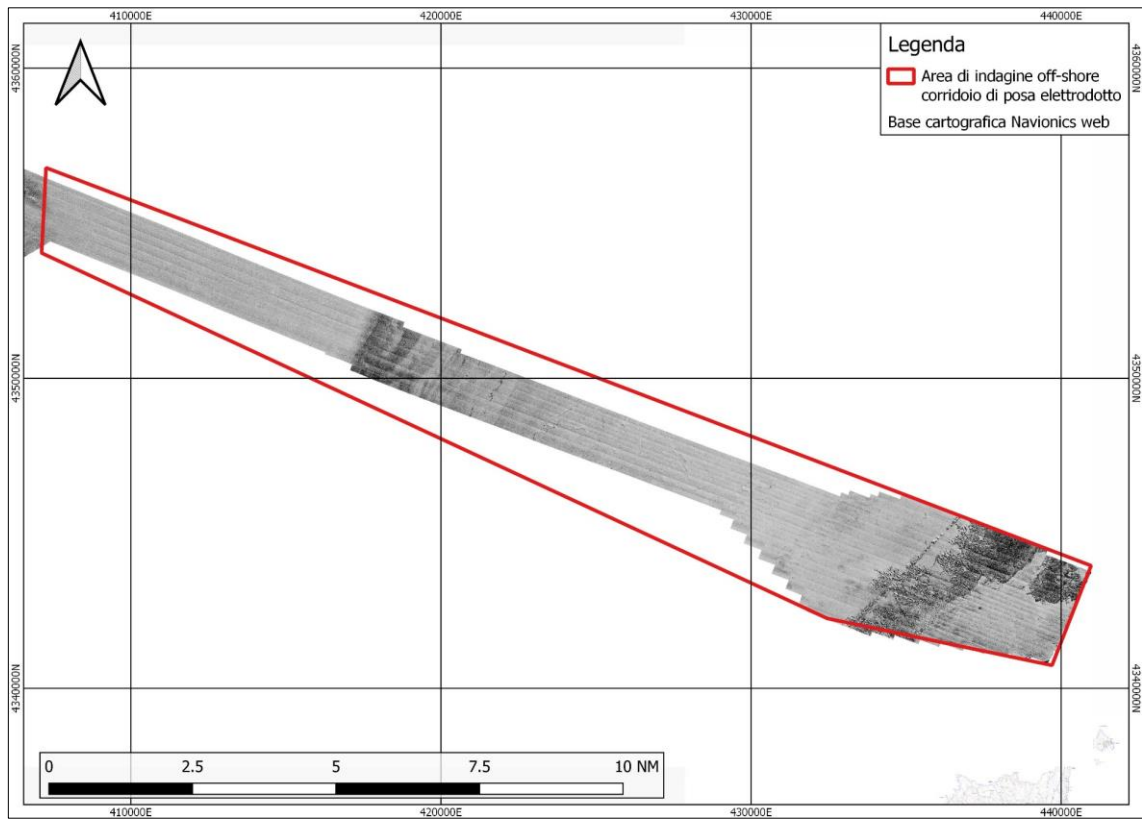 410000E 420000E 430000E 440000E
Legenda
Area di indagine off-shore
corridoio di posa elettrodotto
Base cartografica Navionics web
4360000N 4360000N
4350000N 4350000N
4340000N 4340000N
0 2.5 5 7.5 10 NM
410000E 420000E 430000E 440000E